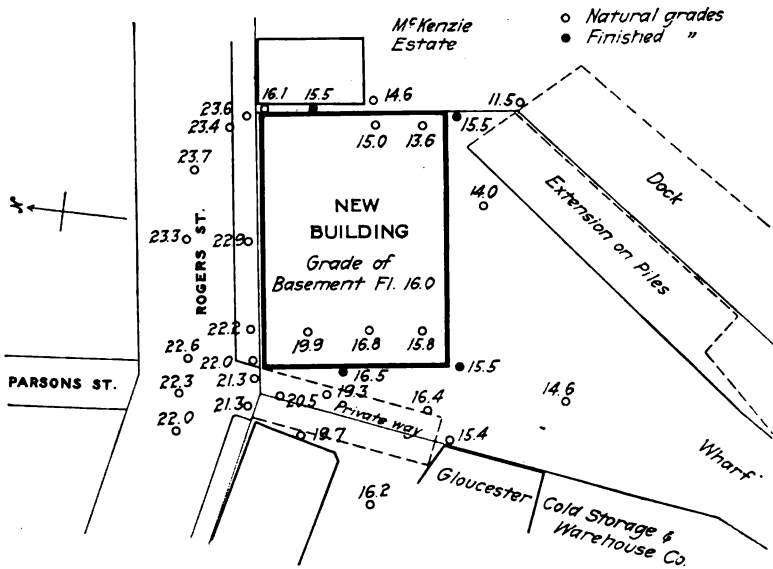 McKenzie
Estate
Natural grades
Finished "
16.1
15.5
14.6
11.5
23.6
23.4
15.5
15.0
13.6
23.7
Dock
14.0
N
NEW
BUILDING
Grade of
Basement Fl. 16.0
Extension on Piles
ROGERS ST.
23.3
22.9
22.2
19.9
16.8
15.8
22.6
22.0
16.5
15.5
PARSONS ST.
22.3
21.3
19.3
20.5
16.4
14.6
22.0
21.3
Private way
19.7
15.4
Wharf
16.2
Gloucester
Cold Storage &
Warehouse Co.